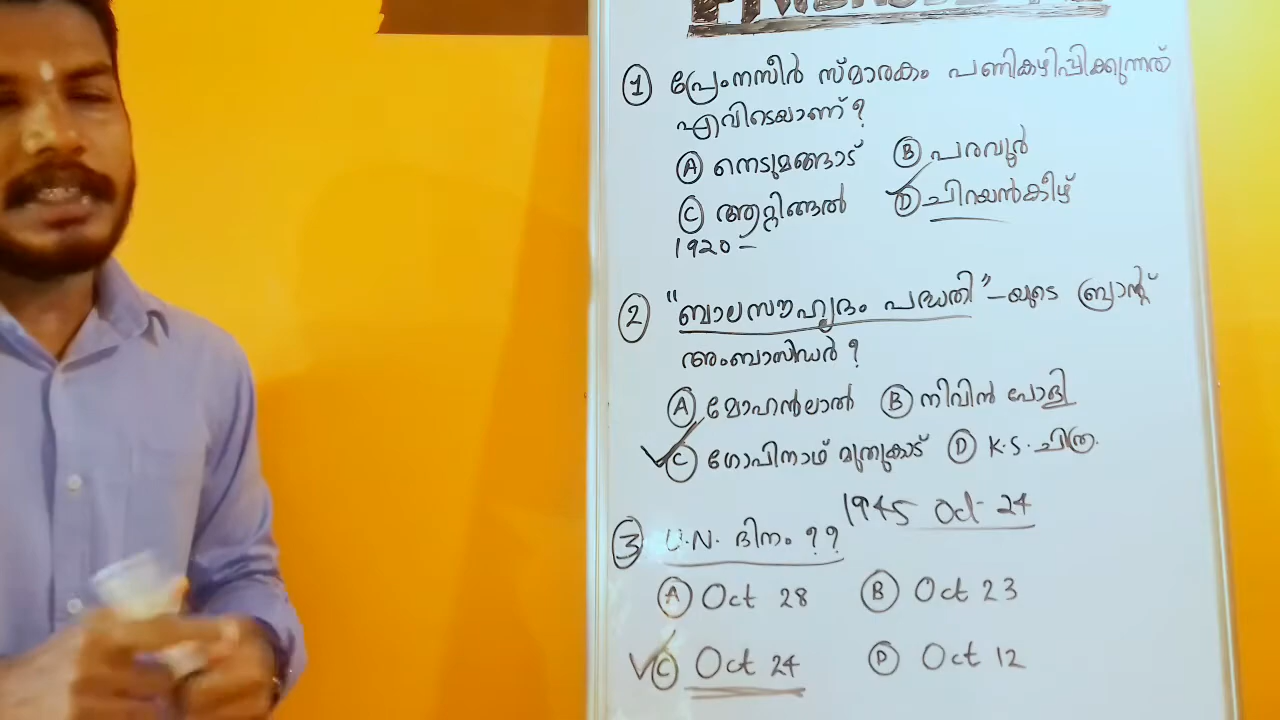 ① പ്രേംനസീർ സ്മാരകം പണികഴിപ്പിക്കുന്നത്
എവിടെയാണ്?
Ⓐ നെടുമങ്ങാട് Ⓑ പരവൂർ
Ⓒ ആറ്റിങ്ങൽ Ⓓ ചിറയൻകീഴ്
1920 –
② "ബാലസൗഹൃദം പദ്ധതി"–യുടെ ബ്രാന്റ്
അംബാസിഡർ?
Ⓐ മോഹൻലാൽ Ⓑ നിവിൻ പോളി
Ⓒ ഗോപിനാഥ് മുതുകാട് Ⓓ K.S. ചിത്ര.
1945 Oct 24
③ U.N. ദിനം ??
Ⓐ Oct 28 Ⓑ Oct 23
Ⓒ Oct 24 Ⓓ Oct 12